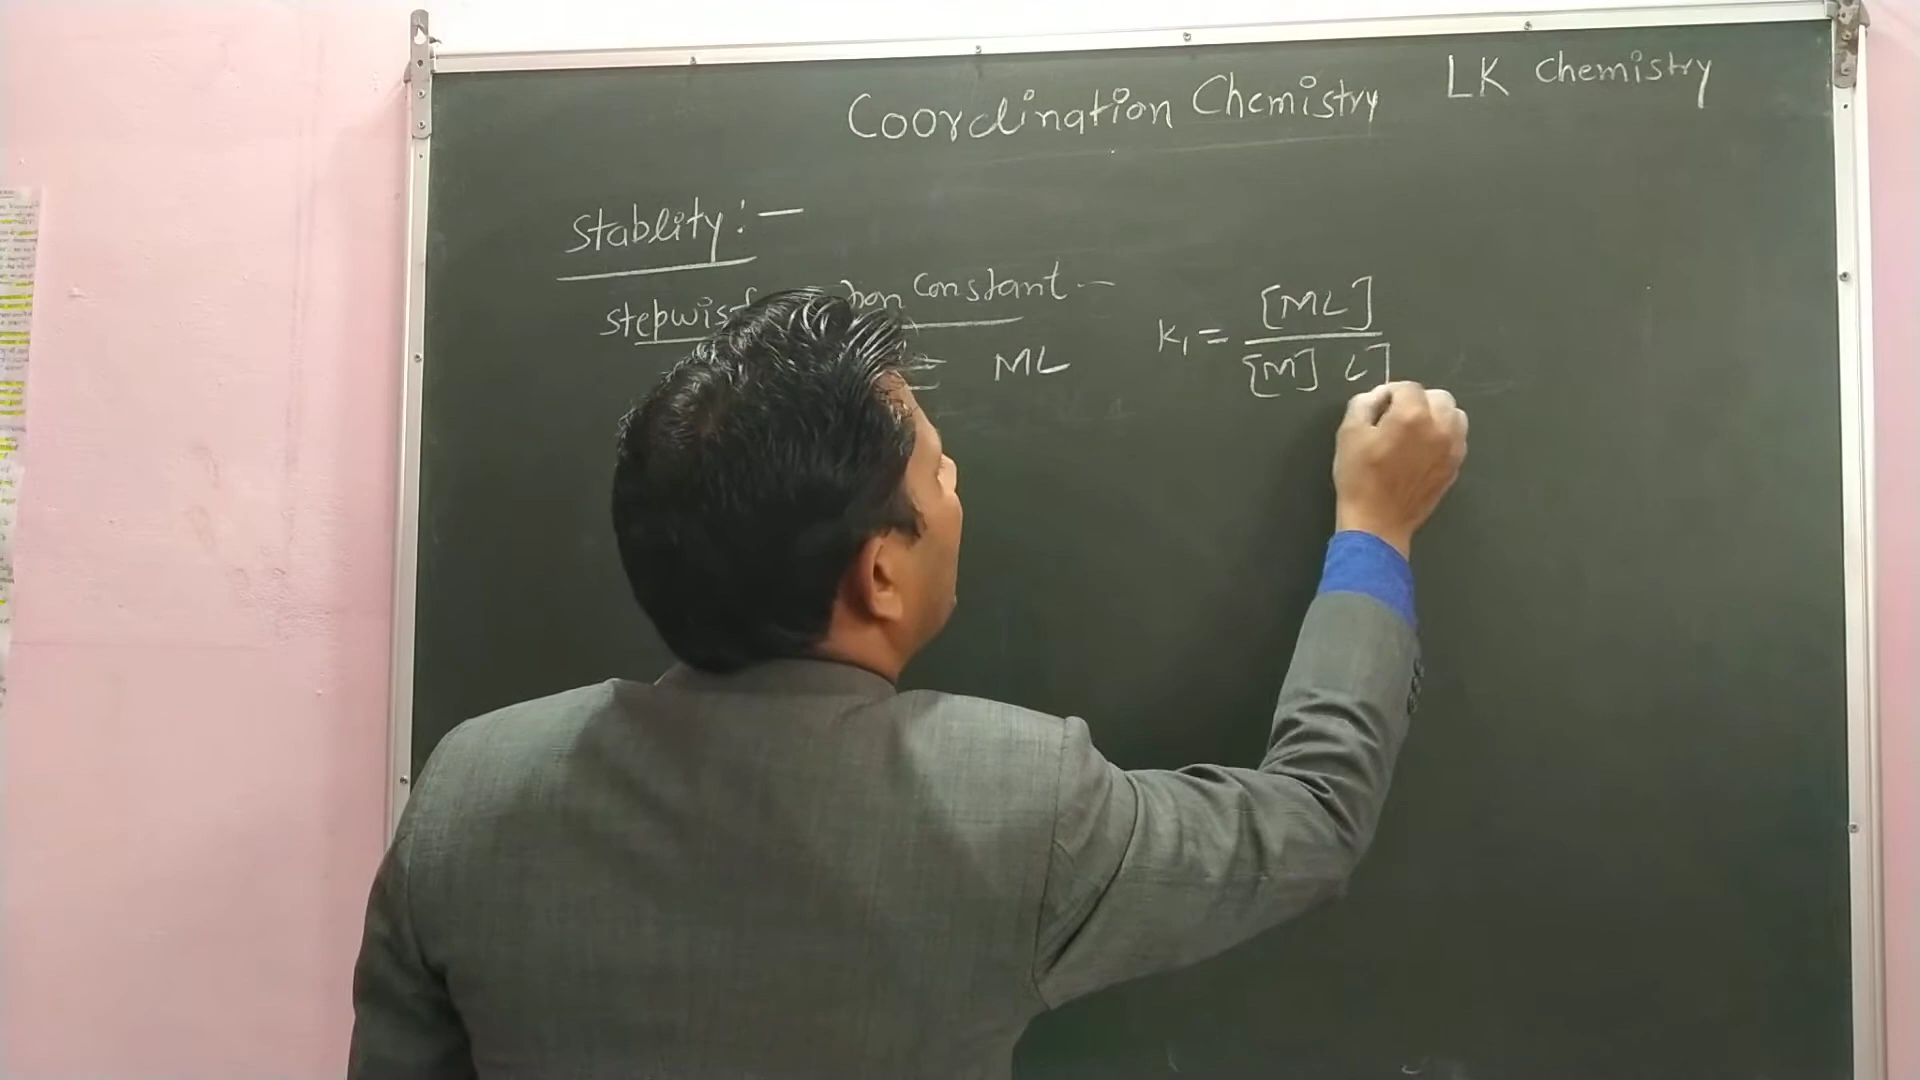 LK Chemistry
Coordination Chemistry
Stablity:-
Constant -
ML
K₁ = [ML] / [M] L]